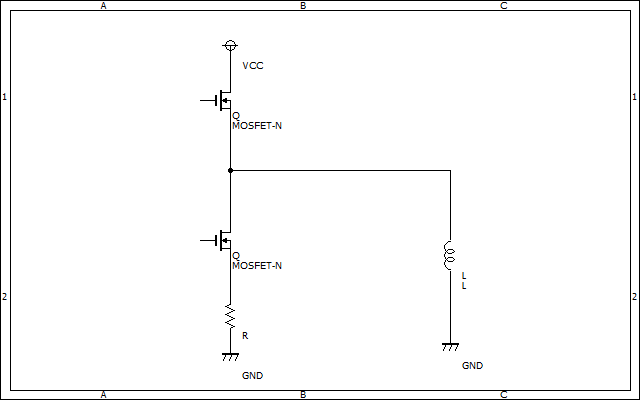 A B C
VCC
1 1
Q
MOSFET-N
Q
MOSFET-N
L
L
2 2
R
GND
GND
A B C